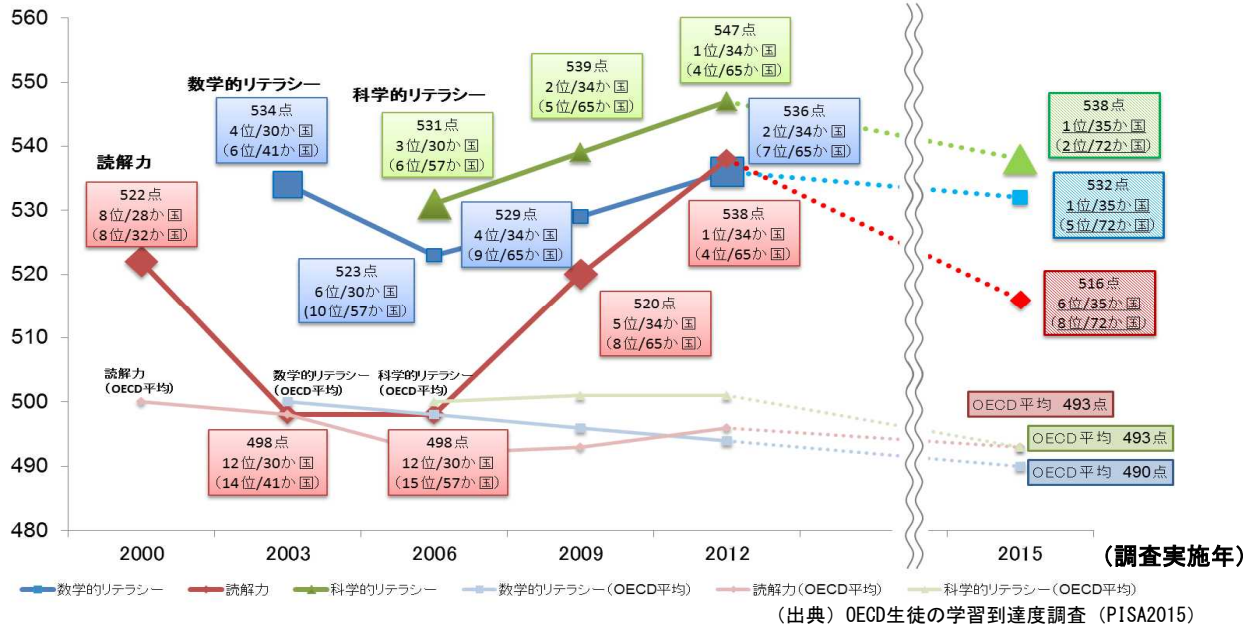 560
550
540
530
520
510
500
490
480
読解力
522点
8位/28か国
(8位/32か国)
数学的リテラシー
534点
4位/30か国
(6位/41か国)
科学的リテラシー
531点
3位/30か国
(6位/57か国)
539点
2位/34か国
(5位/65か国)
547点
1位/34か国
(4位/65か国)
536点
2位/34か国
(7位/65か国)
538点
1位/35か国
(2位/72か国)
532点
1位/35か国
(5位/72か国)
516点
6位/35か国
(8位/72か国)
523点
6位/30か国
(10位/57か国)
529点
4位/34か国
(9位/65か国)
538点
1位/34か国
(4位/65か国)
520点
5位/34か国
(8位/65か国)
読解力
(OECD平均)
数学的リテラシー
(OECD平均)
科学的リテラシー
(OECD平均)
498点
12位/30か国
(14位/41か国)
498点
12位/30か国
(15位/57か国)
OECD平均 493点
OECD平均 493点
OECD平均 490点
2000
2003
2006
2009
2012
2015
(調査実施年)
数学的リテラシー
読解力
科学的リテラシー
数学的リテラシー(OECD平均)
読解力(OECD平均)
科学的リテラシー(OECD平均)
(出典)OECD生徒の学習到達度調査(PISA2015)